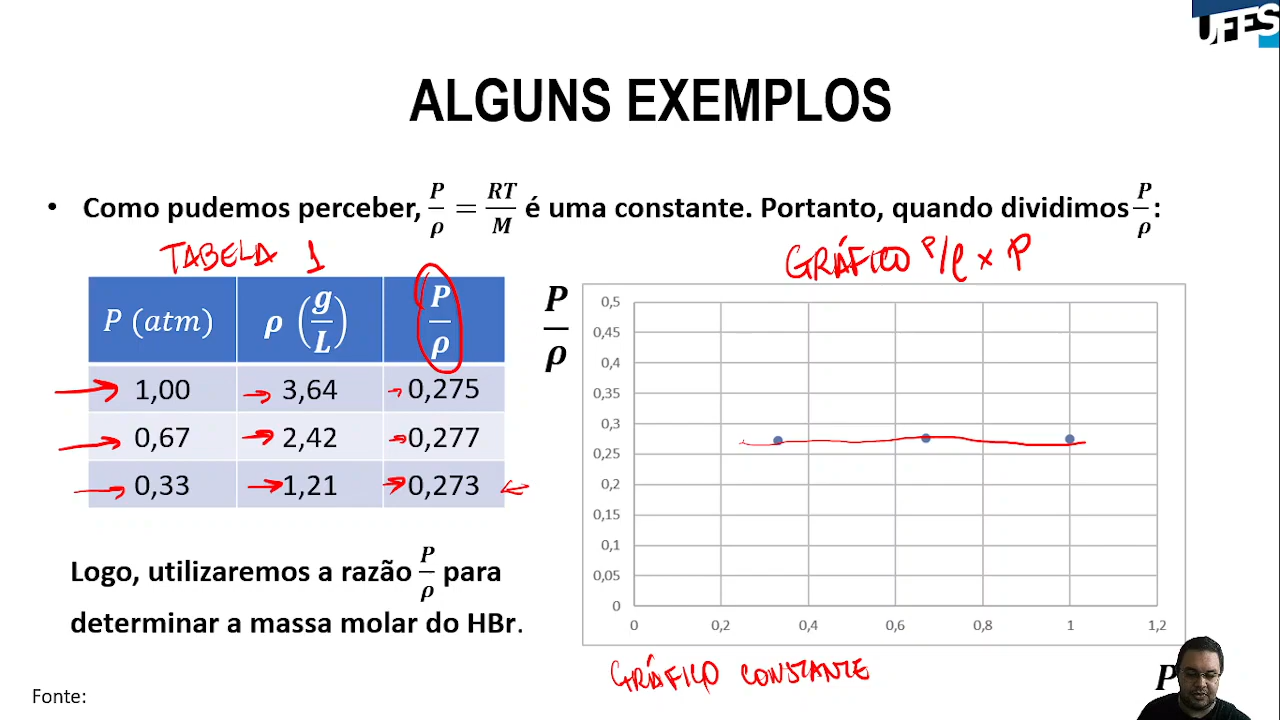 UFES
ALGUNS EXEMPLOS
• Como pudemos perceber, P/ρ = RT/M é uma constante. Portanto, quando dividimos P/ρ:
TABELA 1
GRÁFICO P/ρ x P
P (atm) ρ (g/L) P/ρ
1,00 3,64 0,275
0,67 2,42 0,277
0,33 1,21 0,273
P/ρ
0,5
0,45
0,4
0,35
0,3
0,25
0,2
0,15
0,1
0,05
0
0 0,2 0,4 0,6 0,8 1 1,2
P
Logo, utilizaremos a razão P/ρ para
determinar a massa molar do HBr.
GRÁFICO CONSTANTE
Fonte: